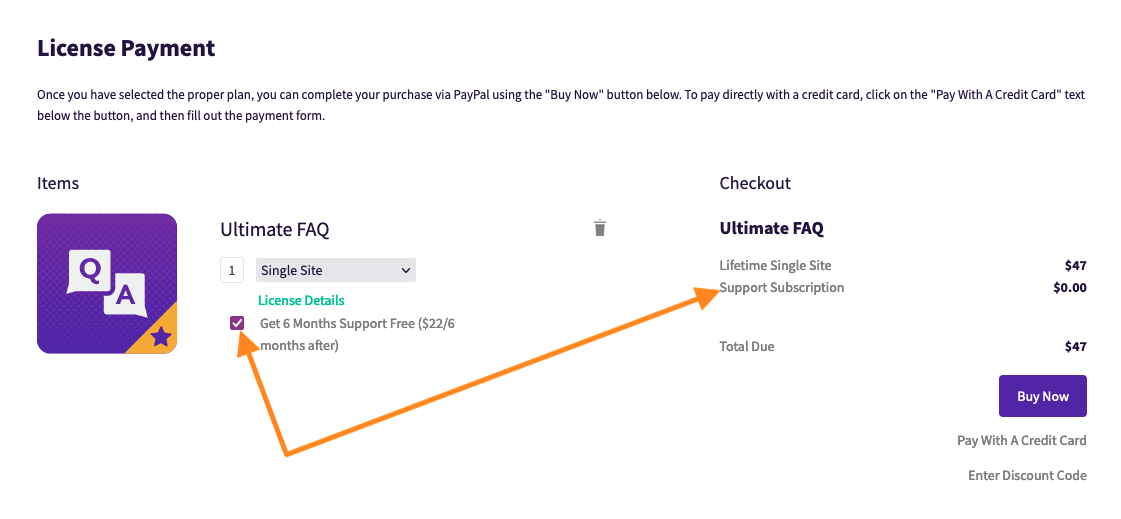 License Payment
Once you have selected the proper plan, you can complete your purchase via PayPal using the "Buy Now" button below. To pay directly with a credit card, click on the "Pay With A Credit Card" text
below the button, and then fill out the payment form.
Items
Q
A
Ultimate FAQ
1
Single Site
License Details
Get 6 Months Support Free ($22/6
months after)
Checkout
Ultimate FAQ
Lifetime Single Site $47
Support Subscription $0.00
Total Due $47
Buy Now
Pay With A Credit Card
Enter Discount Code